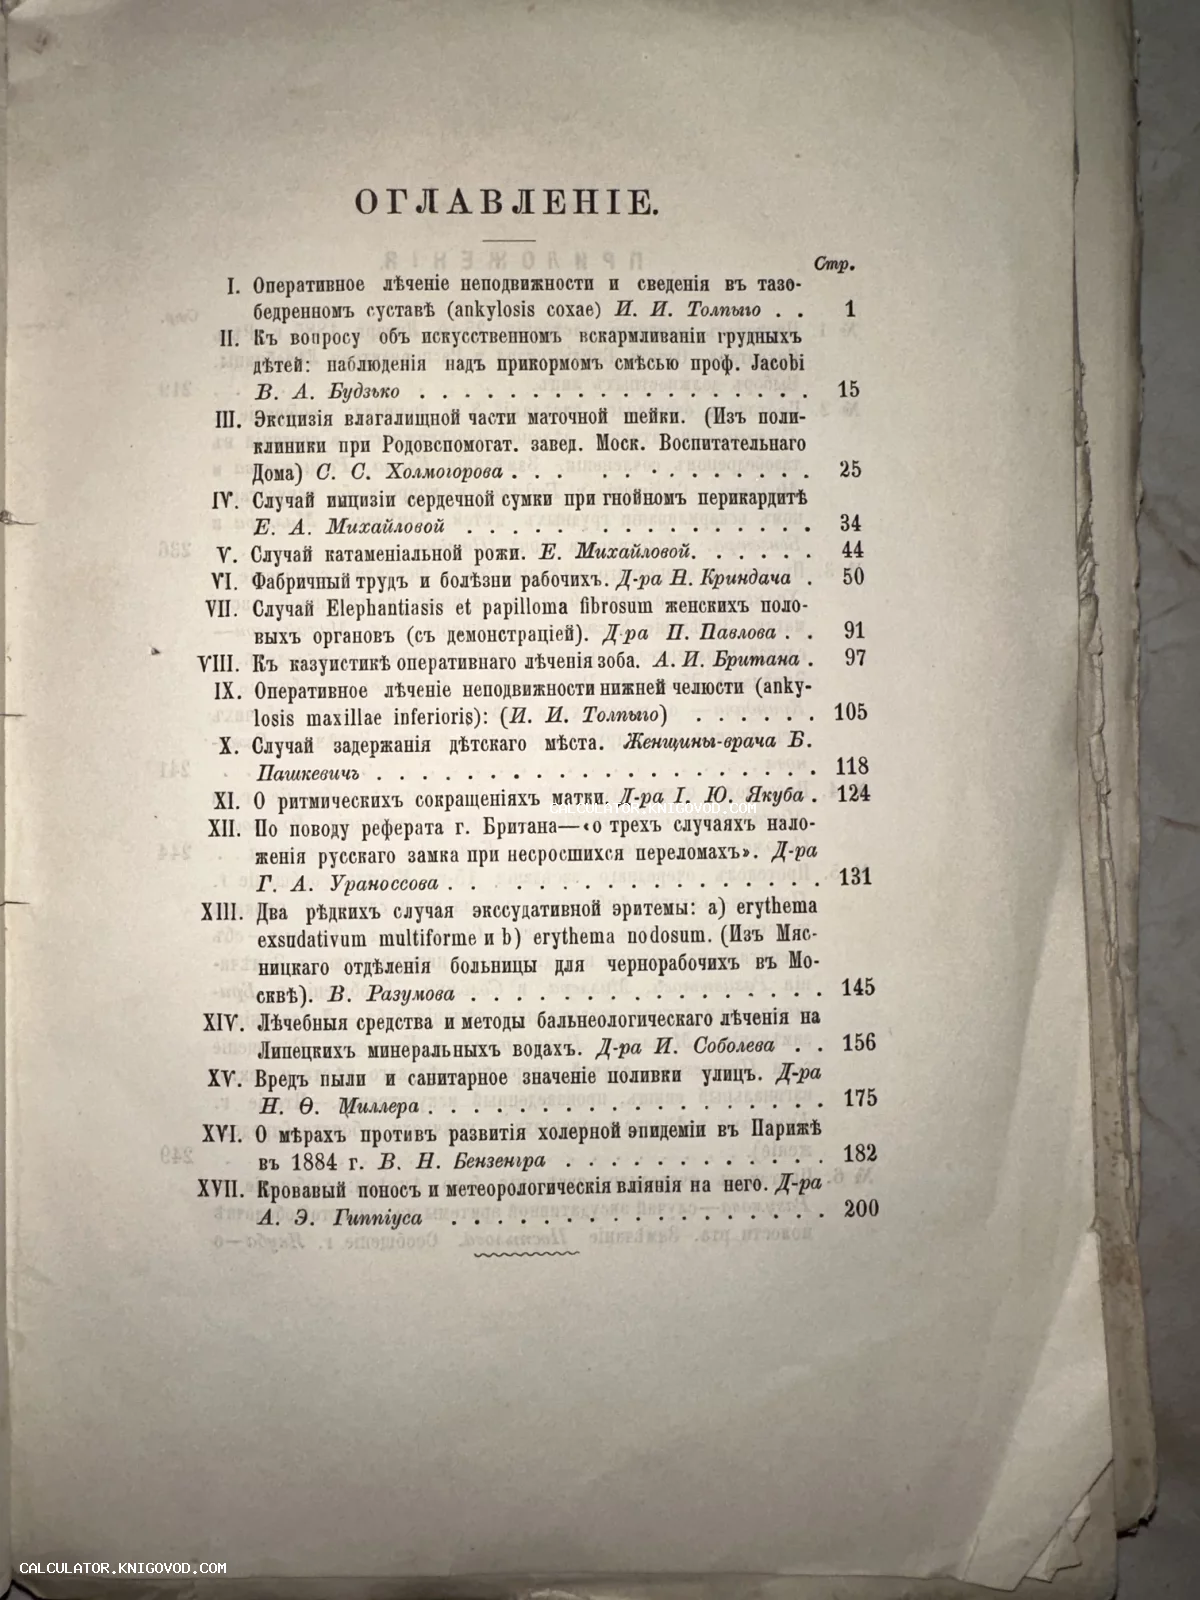 ОГЛАВЛЕНІЕ.
Стр.
I. Оперативное лѣченіе неподвижности и сведенія въ тазо-
бедренномъ суставѣ (ankylosis coxae) И. И. Толпыго . . 1
II. Къ вопросу объ искусственномъ вскармливаніи грудныхъ
дѣтей: наблюденія надъ прикормомъ смѣсью проф. Jacobi
В. А. Будзько . . . . . . . . . . . . . . . . . 15
III. Эксцизія влагалищной части маточной шейки. (Изъ поли-
клиники при Родовспомогат. завед. Моск. Воспитательнаго
Дома) С. С. Холмогорова . . . . . . . . . . . . 25
IV. Случай инцизіи сердечной сумки при гнойномъ перикардитѣ
Е. А. Михайловой . . . . . . . . . . . . . . . 34
V. Случай катаменіальной рожи. Е. Михайловой. . . . . . 44
VI. Фабричный трудъ и болѣзни рабочихъ. Д-ра Н. Криндача . 50
VII. Случай Elephantiasis et papilloma fibrosum женскихъ поло-
выхъ органовъ (съ демонстраціей). Д-ра П. Павлова . . 91
VIII. Къ казуистикѣ оперативнаго лѣченія зоба. А. И. Британа . 97
IX. Оперативное лѣченіе неподвижности нижней челюсти (anky-
losis maxillae inferioris): (И. И. Толпыго) . . . . . . 105
X. Случай задержанія дѣтскаго мѣста. Женщины-врача Б.
Пашкевичъ . . . . . . . . . . . . . . . . . . 118
XI. О ритмическихъ сокращеніяхъ матки. Д-ра І. Ю. Якуба . 124
XII. По поводу реферата г. Британа—«о трехъ случаяхъ нало-
женія русскаго замка при несросшихся переломахъ». Д-ра
Г. А. Ураноссова . . . . . . . . . . . . . . . 131
XIII. Два рѣдкихъ случая экссудативной эритемы: a) erythema
exsudativum multiforme и b) erythema nodosum. (Изъ Мяс-
ницкаго отдѣленія больницы для чернорабочихъ въ Мо-
сквѣ). В. Разумова . . . . . . . . . . . . . . 145
XIV. Лѣчебныя средства и методы бальнеологическаго лѣченія на
Липецкихъ минеральныхъ водахъ. Д-ра И. Соболева . . 156
XV. Вредъ пыли и санитарное значеніе поливки улицъ. Д-ра
Н. Ѳ. Миллера . . . . . . . . . . . . . . . . 175
XVI. О мѣрахъ противъ развитія холерной эпидеміи въ Парижѣ
въ 1884 г. В. Н. Бензенгра . . . . . . . . . . . 182
XVII. Кровавый поносъ и метеорологическія вліянія на него. Д-ра
А. Э. Гиппіуса . . . . . . . . . . . . . . . 200
CALCULATOR.KNIGOVOD.COM
CALCULATOR.KNIGOVOD.COM